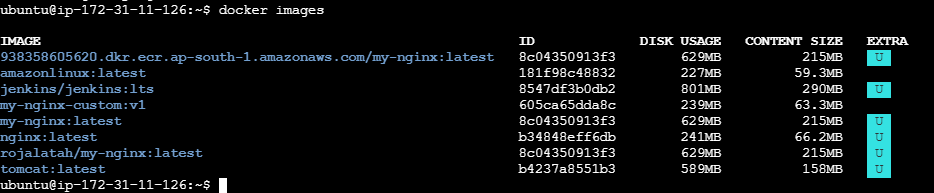 ubuntu@ip-172-31-11-126:~$ docker images
IMAGE ID DISK USAGE CONTENT SIZE EXTRA
938358605620.dkr.ecr.ap-south-1.amazonaws.com/my-nginx:latest 8c04350913f3 629MB 215MB U
amazonlinux:latest 181f98c48832 227MB 59.3MB
jenkins/jenkins:lts 8547df3b0db2 801MB 290MB U
my-nginx-custom:v1 605ca65dda8c 239MB 63.3MB
my-nginx:latest 8c04350913f3 629MB 215MB U
nginx:latest b34848eff6db 241MB 66.2MB U
rojalatah/my-nginx:latest 8c04350913f3 629MB 215MB U
tomcat:latest b4237a8551b3 589MB 158MB U
ubuntu@ip-172-31-11-126:~$